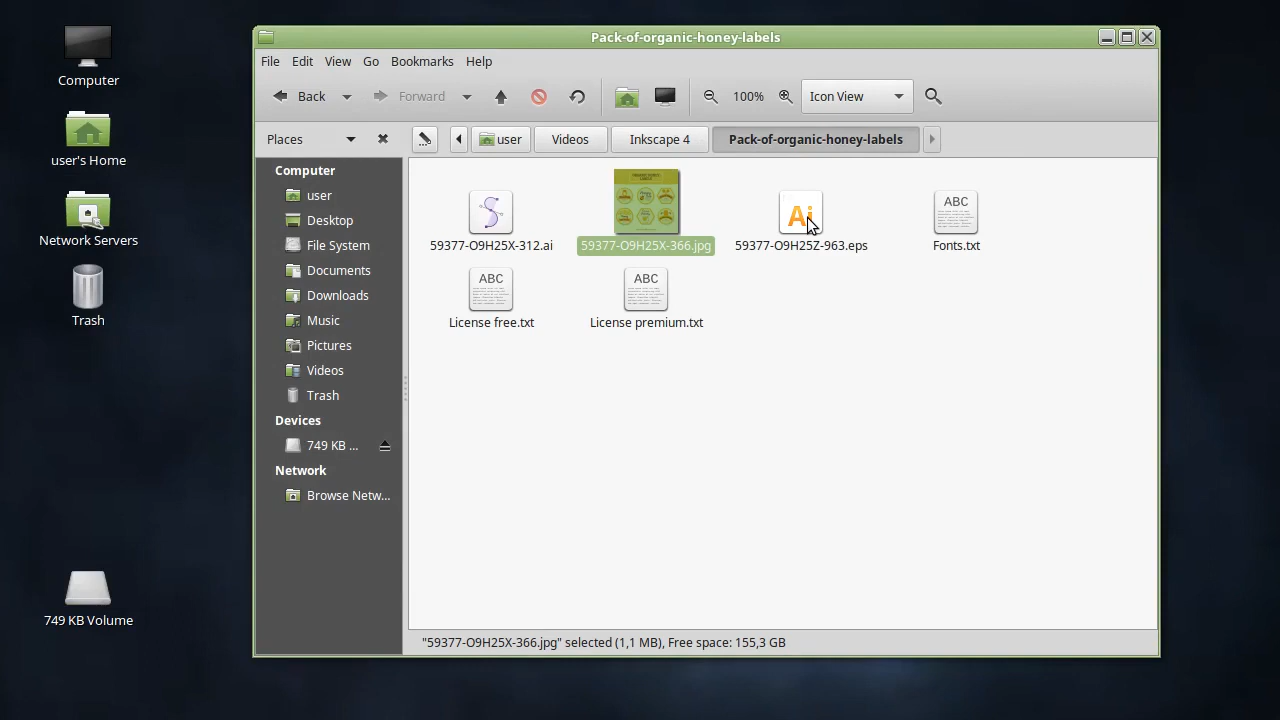 Computer
user's Home
Network Servers
Trash
749 KB Volume
Pack-of-organic-honey-labels
File Edit View Go Bookmarks Help
Back Forward 100% Icon View
Places user Videos Inkscape 4 Pack-of-organic-honey-labels
Computer
user
Desktop
File System
Documents
Downloads
Music
Pictures
Videos
Trash
Devices
749 KB ...
Network
Browse Netw...
Ai ABC
59377-O9H25X-312.ai 59377-O9H25X-366.jpg 59377-O9H25Z-963.eps Fonts.txt
ABC ABC
License free.txt License premium.txt
"59377-O9H25X-366.jpg" selected (1,1 MB), Free space: 155,3 GB